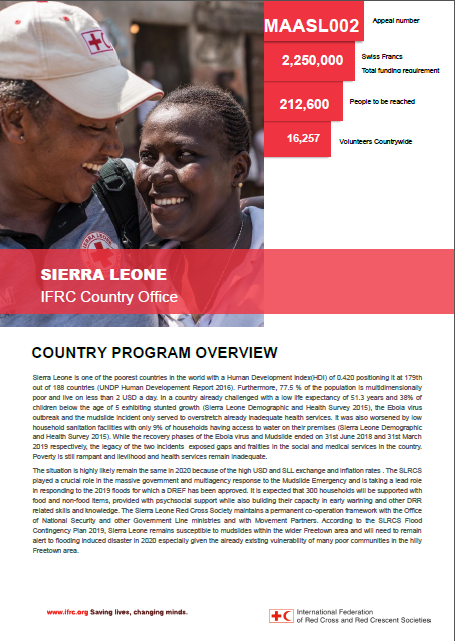 MAASL002
Appeal number
2,250,000
Swiss Francs
Total funding requirement
212,600
People to be reached
16,257
Volunteers Countrywide
SIERRA LEONE
IFRC Country Office
COUNTRY PROGRAM OVERVIEW
Sierra Leone is one of the poorest countries in the world with a Human Development Index(HDI) of 0.420 positioning it at 179th
out of 188 countries (UNDP Human Developement Report 2016). Furthermore, 77.5 % of the population is multidimensionally
poor and live on less than 2 USD a day. In a country already challenged with a low life expectancy of 51.3 years and 38% of
children below the age of 5 exhibiting stunted growth (Sierra Leone Demographic and Health Survey 2015), the Ebola virus
outbreak and the mudslide incident only served to overstretch already inadequate health services. It was also worsened by low
household sanitation facilities with only 9% of households having access to water on their premises (Sierra Leone Demographic
and Health Survey 2015). While the recovery phases of the Ebola virus and Mudslide ended on 31st June 2018 and 31st March
2019 respectively, the legacy of the two incidents exposed gaps and frailties in the social and medical services in the country.
Poverty is still rampant and livelihood and health services remain inadequate.
The situation is highly likely remain the same in 2020 because of the high USD and SLL exchange and inflation rates . The SLRCS
played a crucial role in the massive government and multiagency response to the Mudslide Emergency and is taking a lead role
in responding to the 2019 floods for which a DREF has been approved. It is expected that 300 households will be supported with
food and non-food items, provided with psychsocial support while also building their capacity in early warining and other DRR
related skills and knowledge. The Sierra Leone Red Cross Society maintains a permanent co-operation framework with the Office
of National Security and other Government Line ministries and with Movement Partners. According to the SLRCS Flood
Contingency Plan 2019, Sierra Leone remains susceptible to mudslides within the wider Freetown area and will need to remain
alert to flooding induced disaster in 2020 especially given the already existing vulnerability of many poor communities in the hilly
Freetown area.
www.ifrc.org Saving lives, changing minds.
International Federation
of Red Cross and Red Crescent Societies